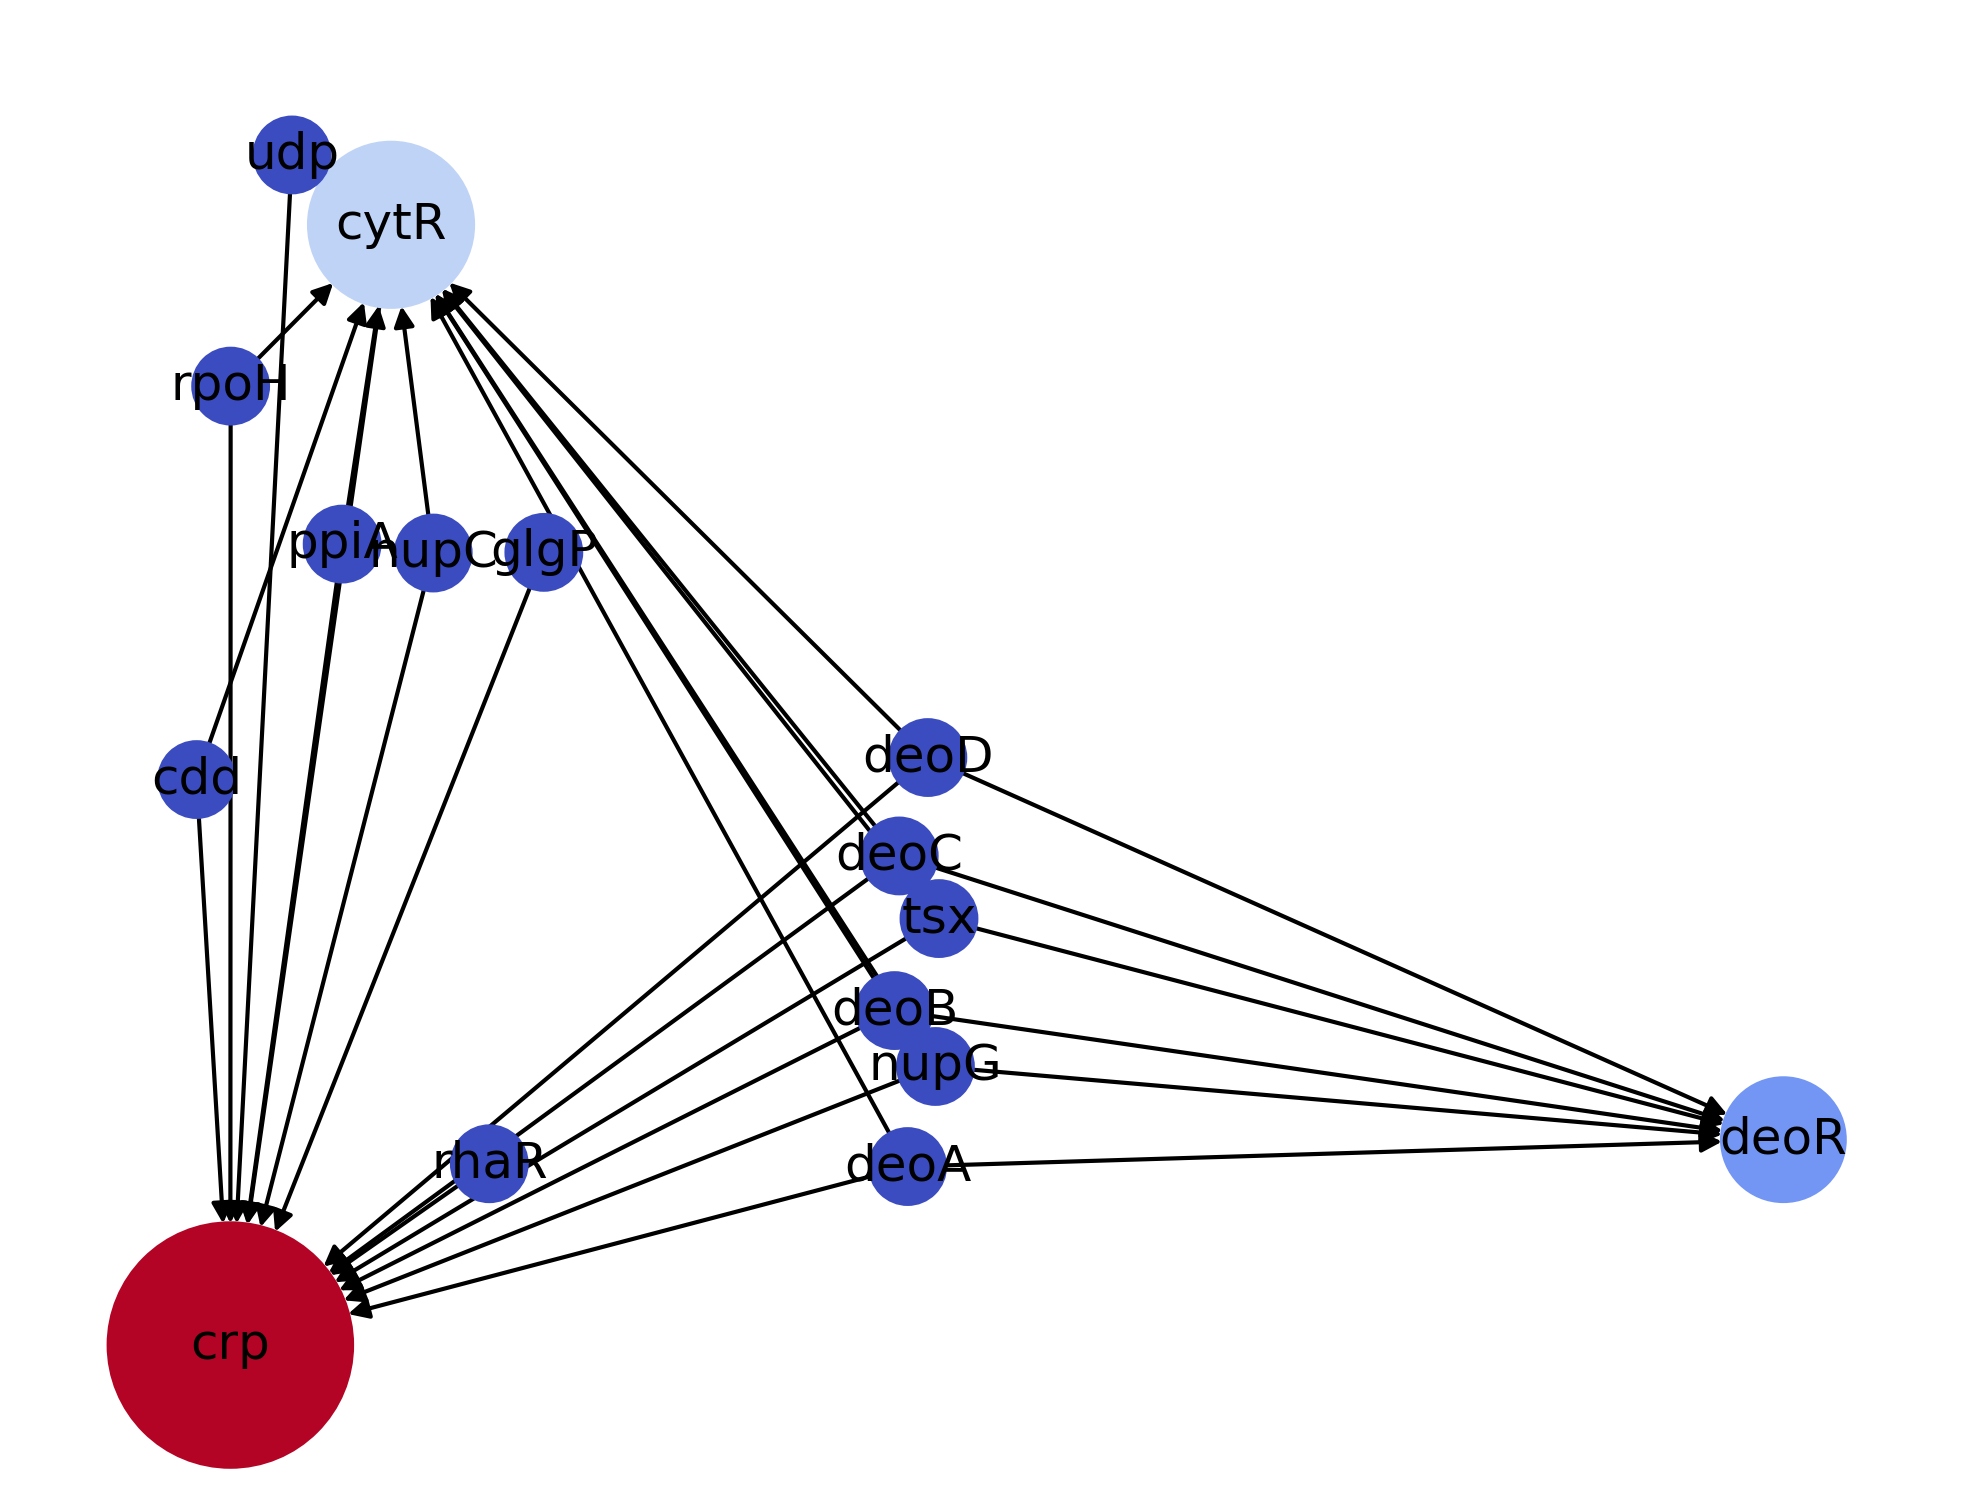 udp
cytR
rpoH
ppiA
nupC
glgP
cdd
deoD
deoC
tsx
deoB
nupG
deoR
rhaR
deoA
crp